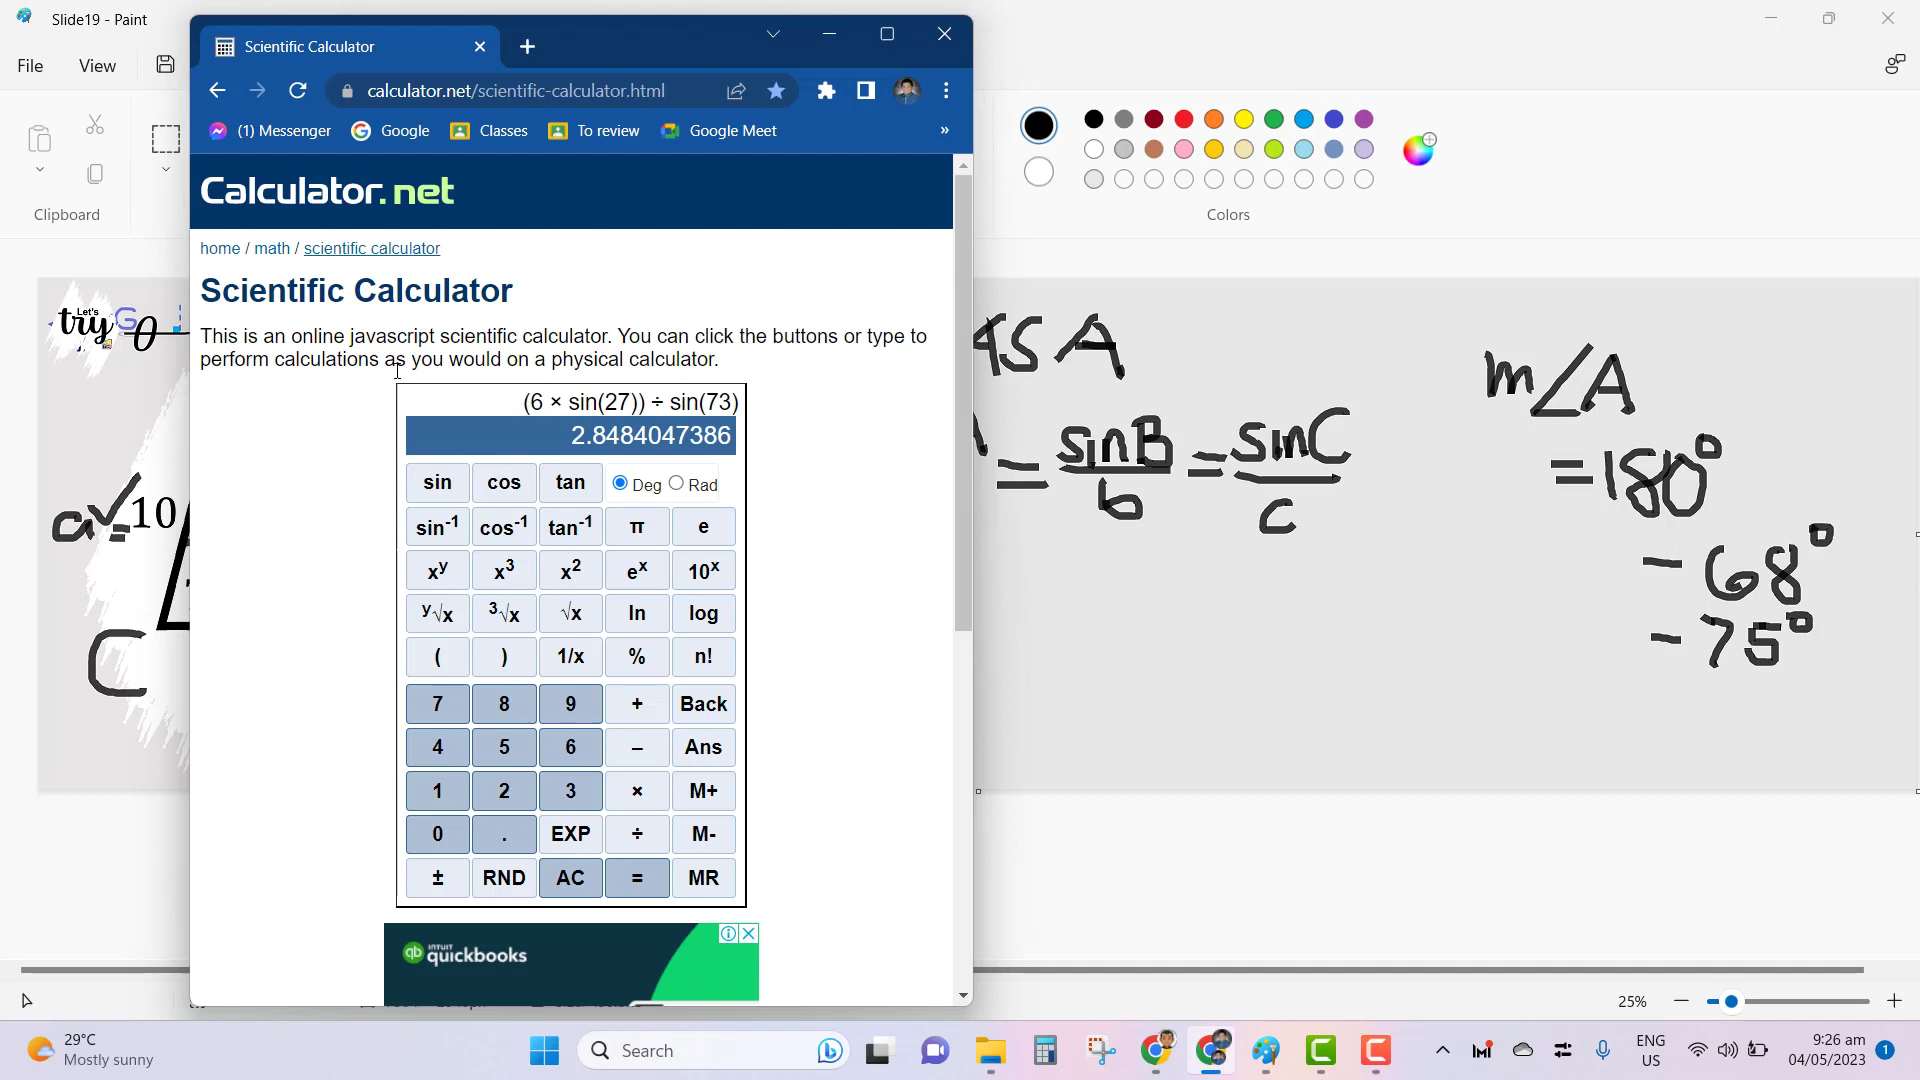 Slide19 - Paint
File
View
Clipboard
Colors
Scientific Calculator
calculator.net/scientific-calculator.html
(1) Messenger
Google
Classes
To review
Google Meet
»
Calculator.net
home / math / scientific calculator
Scientific Calculator
This is an online javascript scientific calculator. You can click the buttons or type to
perform calculations as you would on a physical calculator.
(6 × sin(27)) ÷ sin(73)
2.8484047386
sin cos tan Deg Rad
sin⁻¹ cos⁻¹ tan⁻¹ π e
xʸ x³ x² eˣ 10ˣ
ʸ√x ³√x √x ln log
( ) 1/x % n!
7 8 9 + Back
4 5 6 – Ans
1 2 3 × M+
0 . EXP ÷ M-
± RND AC = MR
INTUIT
quickbooks
Let's
try
G
θ
a = 10
C
A
= sinB = sinC
b c
m∠A
= 180°
- 68°
- 75°
25%
29°C
Mostly sunny
Search
ENG
US
9:26 am
04/05/2023
1